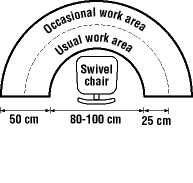 Occasional work area
Usual work area
Swivel
chair
50 cm
80-100 cm
25 cm